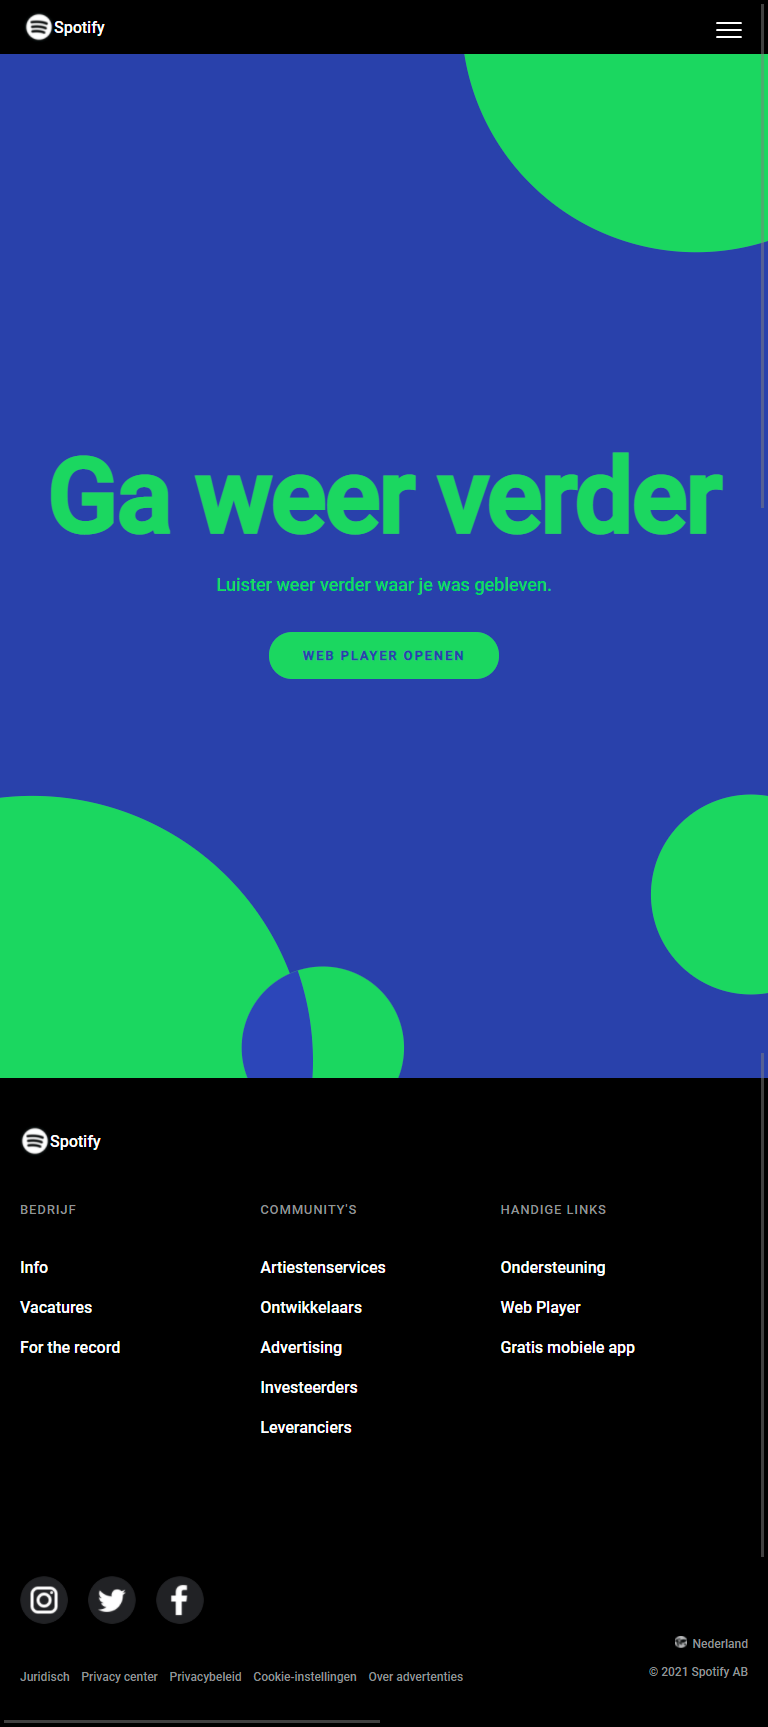 Spotify
Ga weer verder
Luister weer verder waar je was gebleven.
WEB PLAYER OPENEN
Spotify
BEDRIJF
Info
Vacatures
For the record
COMMUNITY'S
Artiestenservices
Ontwikkelaars
Advertising
Investeerders
Leveranciers
HANDIGE LINKS
Ondersteuning
Web Player
Gratis mobiele app
Nederland
Juridisch Privacy center Privacybeleid Cookie-instellingen Over advertenties
© 2021 Spotify AB